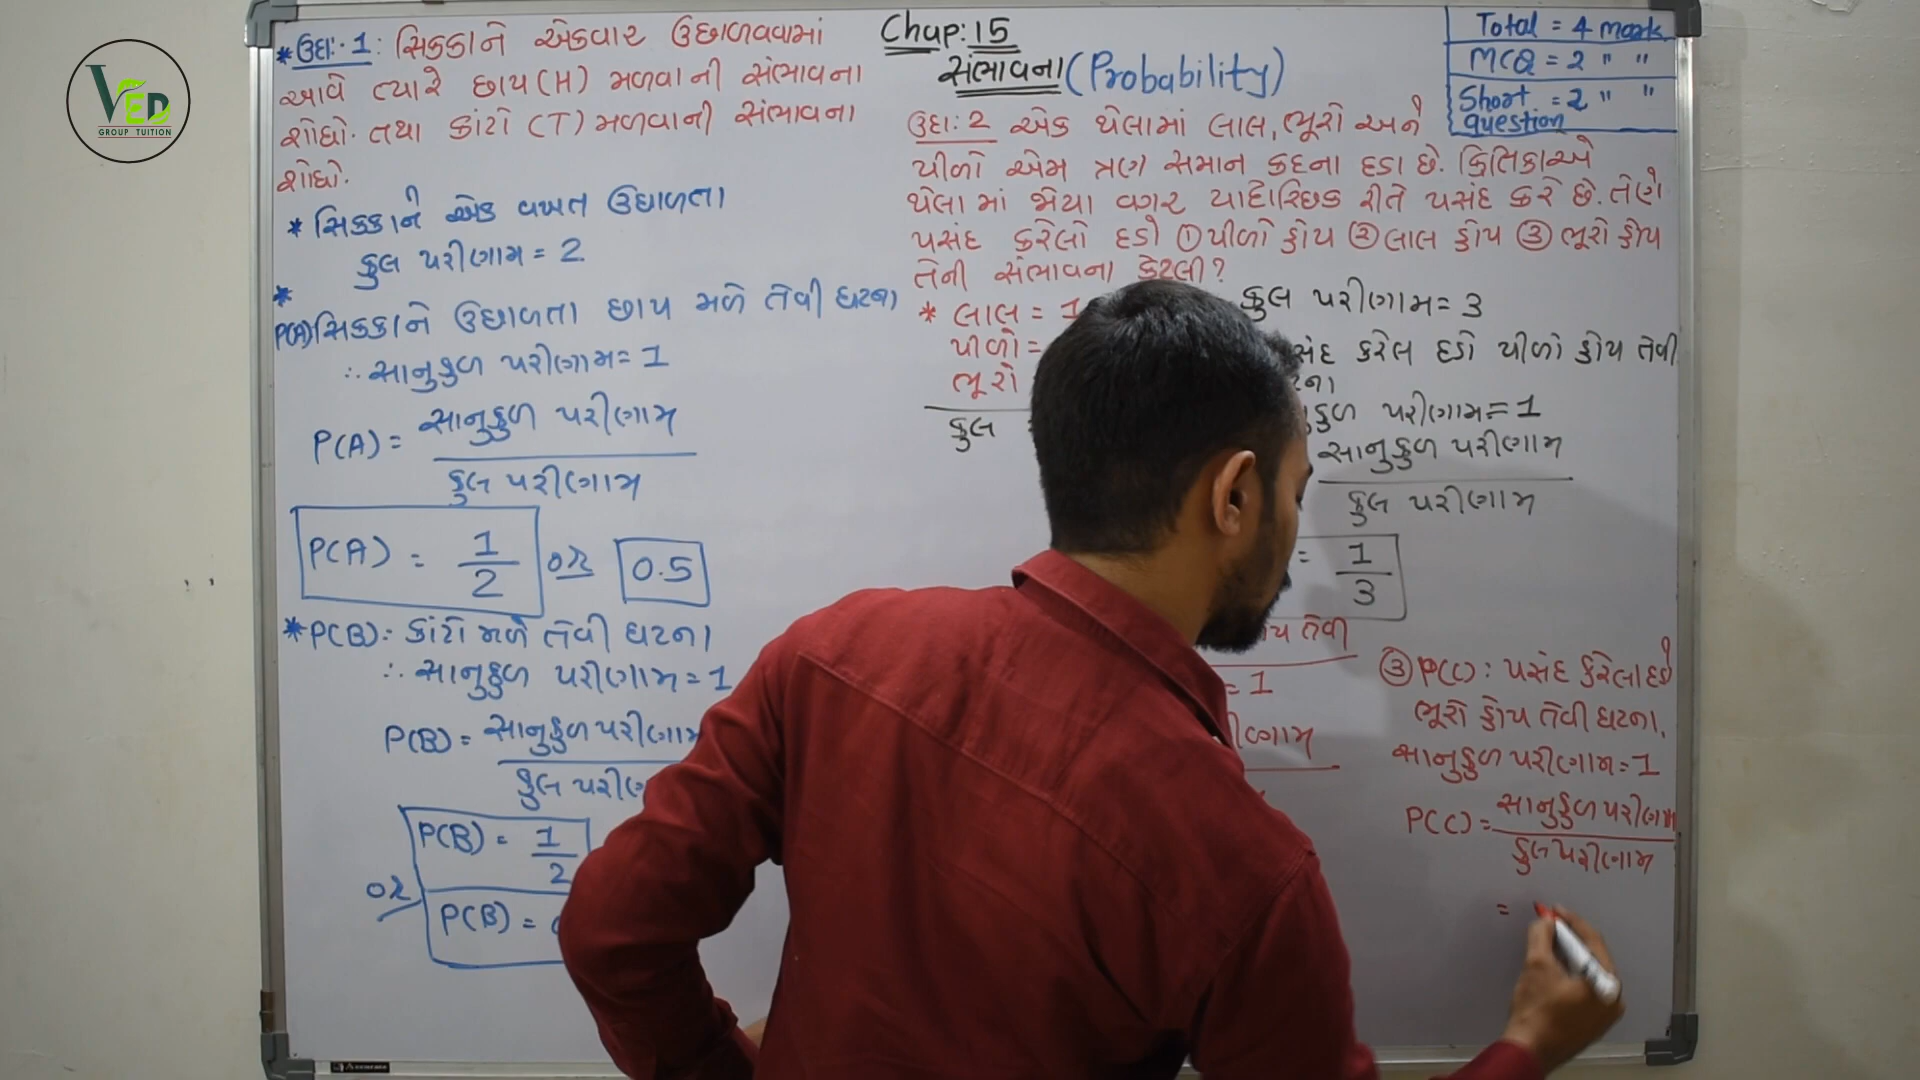 VED
GROUP TUITION
Chap: 15
સંભાવના (Probability)
Total = 4 mark
MCQ = 2 " "
Short = 2 " "
question
* ઉદા. 1: સિક્કાને એકવાર ઉછાળવવામાં
આવે ત્યારે છાપ (H) મળવાની સંભાવના
શોધો. તથા કાંટો (T) મળવાની સંભાવના
શોધો.
* સિક્કાને એક વખત ઉછાળતા
કુલ પરીણામ = 2
*
P(A) સિક્કાને ઉછાળતા છાપ મળે તેવી ઘટના
∴ સાનુકુળ પરીણામ = 1
P(A) = સાનુકુળ પરીણામ
કુલ પરીણામ
P(A) = 1/2 or 0.5
* P(B): કાંટો મળે તેવી ઘટના
∴ સાનુકુળ પરીણામ = 1
P(B) = સાનુકુળ પરીણામ
કુલ
P(B) = 1/2
or
P(B) =
ઉદા: 2 એક થેલામાં લાલ, ભૂરો અને
પીળો એમ ત્રણ સમાન કદના દડા છે. ક્રિતિકાએ
થેલામાં જોયા વગર યાદૃચ્છિક રીતે પસંદ કરે છે. તેણે
પસંદ કરેલો દડો ① પીળો હોય ② લાલ હોય ③ ભૂરો હોય
તેની સંભાવના કેટલી?
* લાલ = 1
પીળો =
ભૂરો
કુલ
કુલ પરીણામ = 3
કરેલ દડો પીળો હોય તેવી
પરીણામ = 1
સાનુકુળ પરીણામ
કુલ પરીણામ
= 1/3
તેવી
= 1
③ P(C): પસંદ કરેલા દડો
ભૂરો હોય તેવી ઘટના.
સાનુકુળ પરીણામ = 1
P(C) = સાનુકુળ પરીણામ
કુલ પરીણામ
=